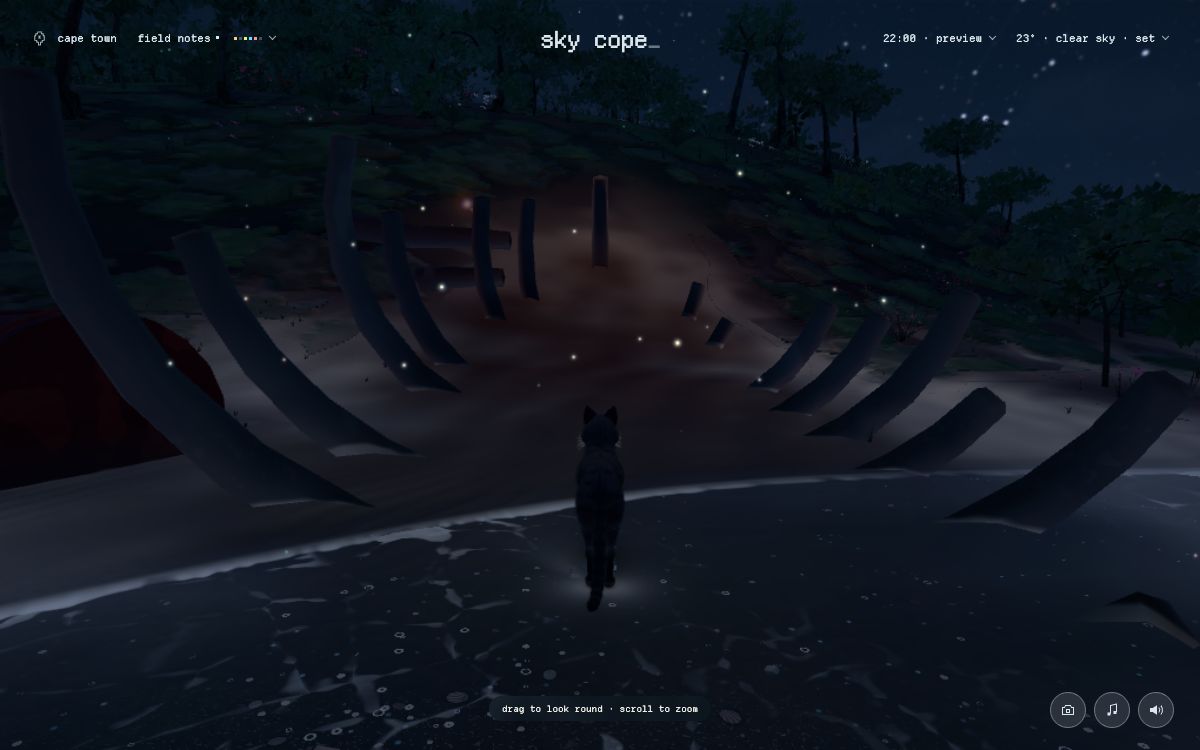 cape town
field notes
sky cope_
22:00 · preview
23° · clear sky · set
drag to look round · scroll to zoom